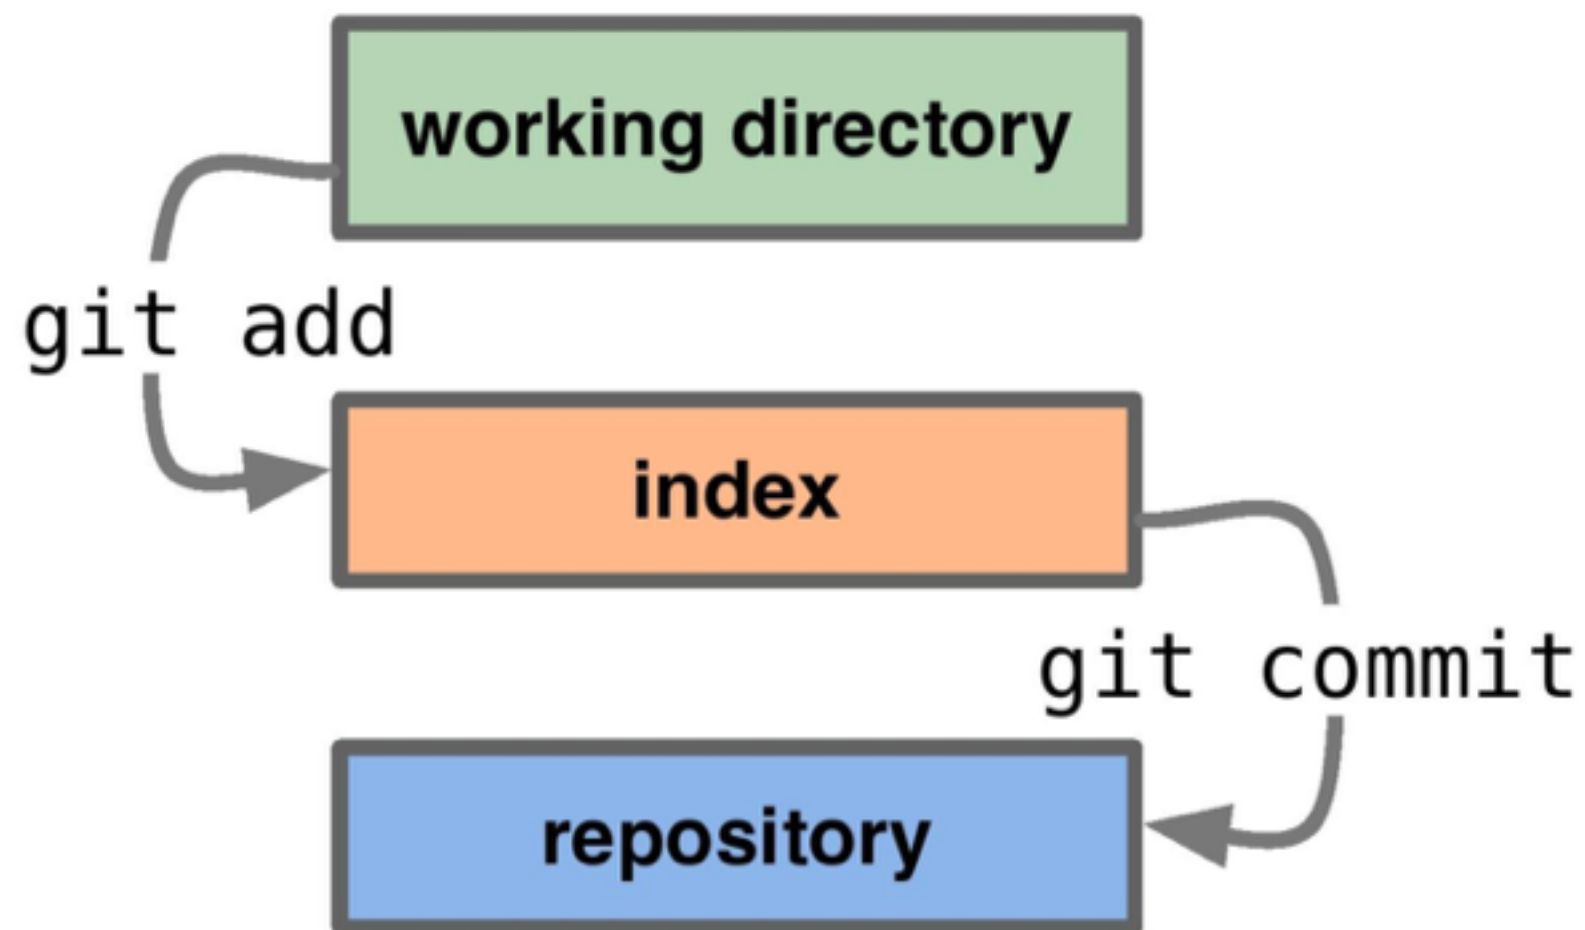 working directory
git add
index
git commit
repository